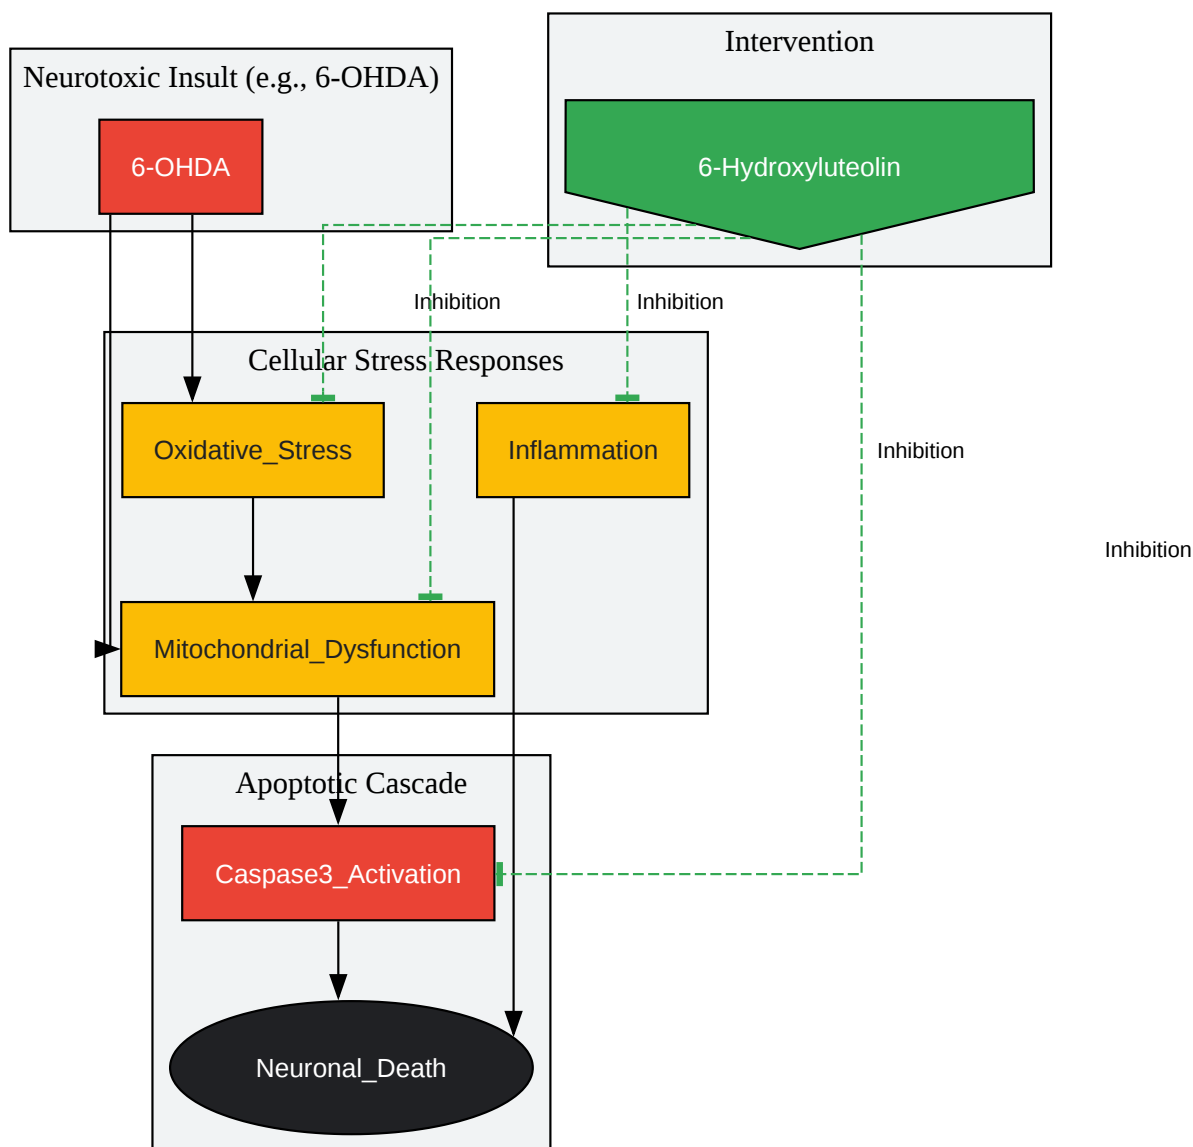 Intervention
Neurotoxic Insult (e.g., 6-OHDA)
6-OHDA
6-Hydroxyluteolin
Inhibition
Inhibition
Cellular Stress Responses
Oxidative_Stress
Inflammation
Inhibition
Inhibition
Mitochondrial_Dysfunction
Apoptotic Cascade
Caspase3_Activation
Neuronal_Death